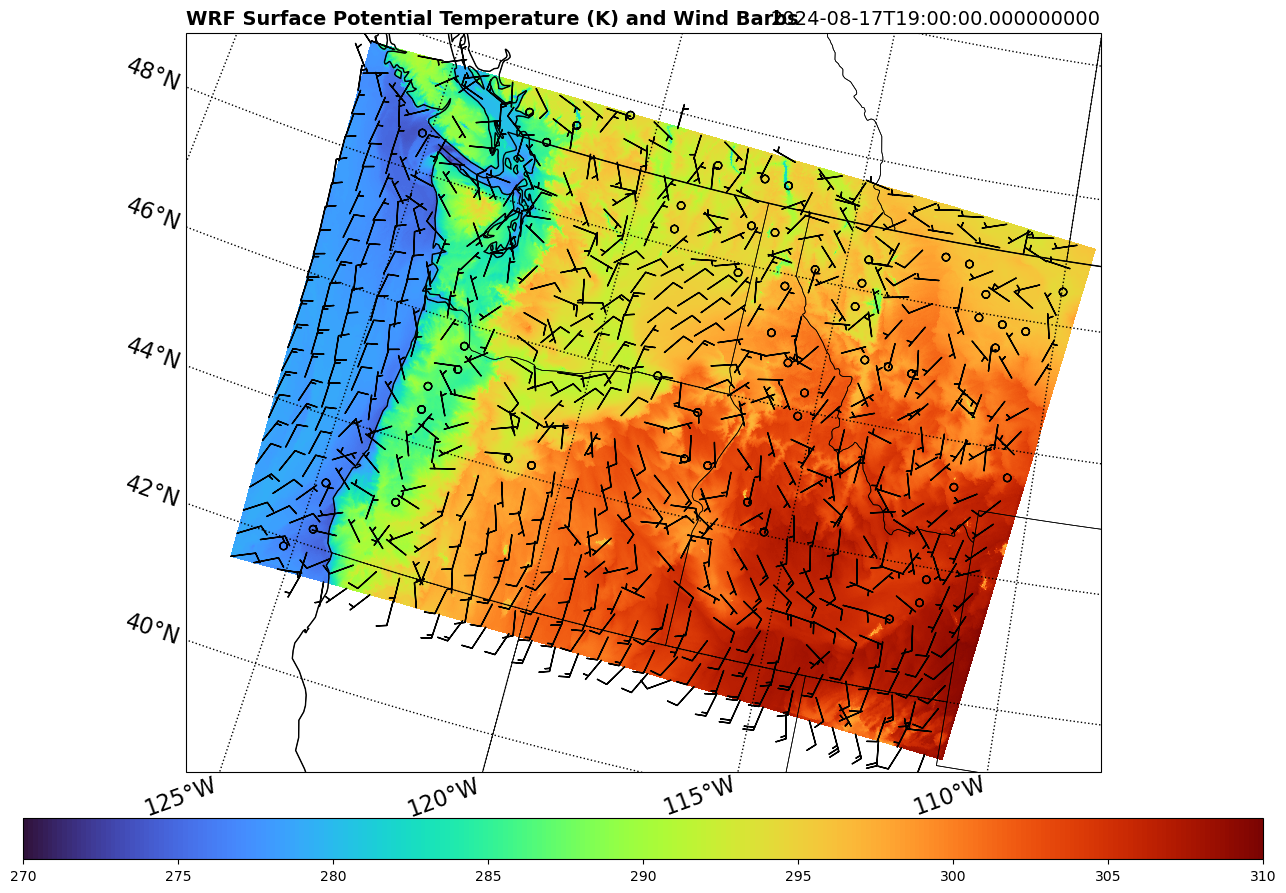 WRF Surface Potential Temperature (K) and Wind Barbs 2024-08-17T19:00:00.000000000
48°N
46°N
44°N
42°N
40°N
125°W 120°W 115°W 110°W
270 275 280 285 290 295 300 305 310